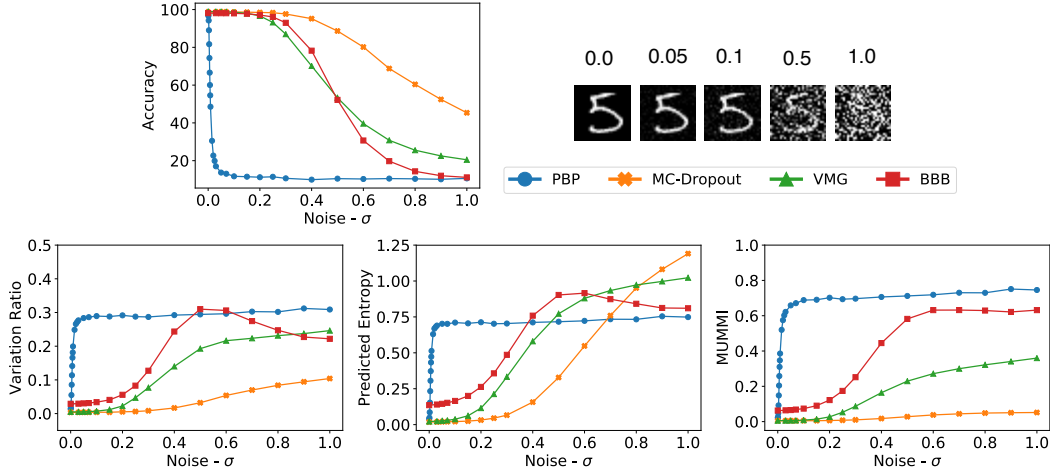 100
80
60
40
20
Accuracy
0.0 0.2 0.4 0.6 0.8 1.0
Noise - σ
0.0 0.05 0.1 0.5 1.0
5 5 5 5
PBP MC-Dropout VMG BBB
0.5
0.4
0.3
0.2
0.1
0.0
Variation Ratio
0.0 0.2 0.4 0.6 0.8 1.0
Noise - σ
1.25
1.00
0.75
0.50
0.25
0.00
Predicted Entropy
0.0 0.2 0.4 0.6 0.8 1.0
Noise - σ
1.0
0.8
0.6
0.4
0.2
0.0
MUMMI
0.0 0.2 0.4 0.6 0.8 1.0
Noise - σ